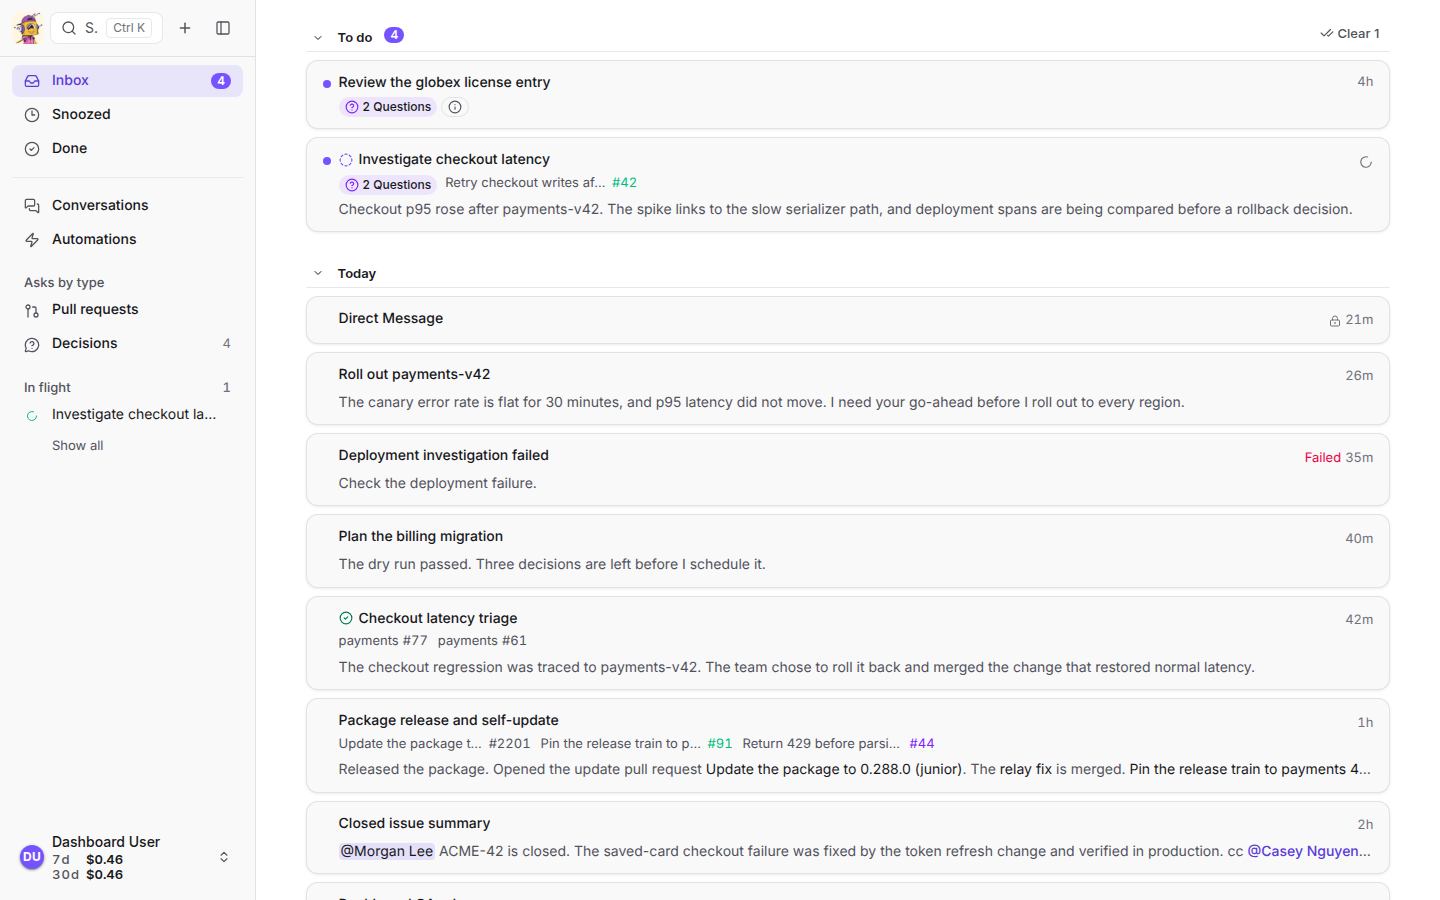 S.
Ctrl K
Inbox
4
Snoozed
Done
Conversations
Automations
Asks by type
Pull requests
Decisions
4
In flight
1
Investigate checkout la...
Show all
DU
Dashboard User
7d $0.46
30d $0.46
To do
4
Clear 1
Review the globex license entry
4h
2 Questions
Investigate checkout latency
2 Questions Retry checkout writes af... #42
Checkout p95 rose after payments-v42. The spike links to the slow serializer path, and deployment spans are being compared before a rollback decision.
Today
Direct Message
21m
Roll out payments-v42
26m
The canary error rate is flat for 30 minutes, and p95 latency did not move. I need your go-ahead before I roll out to every region.
Deployment investigation failed
Failed 35m
Check the deployment failure.
Plan the billing migration
40m
The dry run passed. Three decisions are left before I schedule it.
Checkout latency triage
42m
payments #77 payments #61
The checkout regression was traced to payments-v42. The team chose to roll it back and merged the change that restored normal latency.
Package release and self-update
1h
Update the package t... #2201 Pin the release train to p... #91 Return 429 before parsi... #44
Released the package. Opened the update pull request Update the package to 0.288.0 (junior). The relay fix is merged. Pin the release train to payments 4...
Closed issue summary
2h
@Morgan Lee ACME-42 is closed. The saved-card checkout failure was fixed by the token refresh change and verified in production. cc @Casey Nguyen...